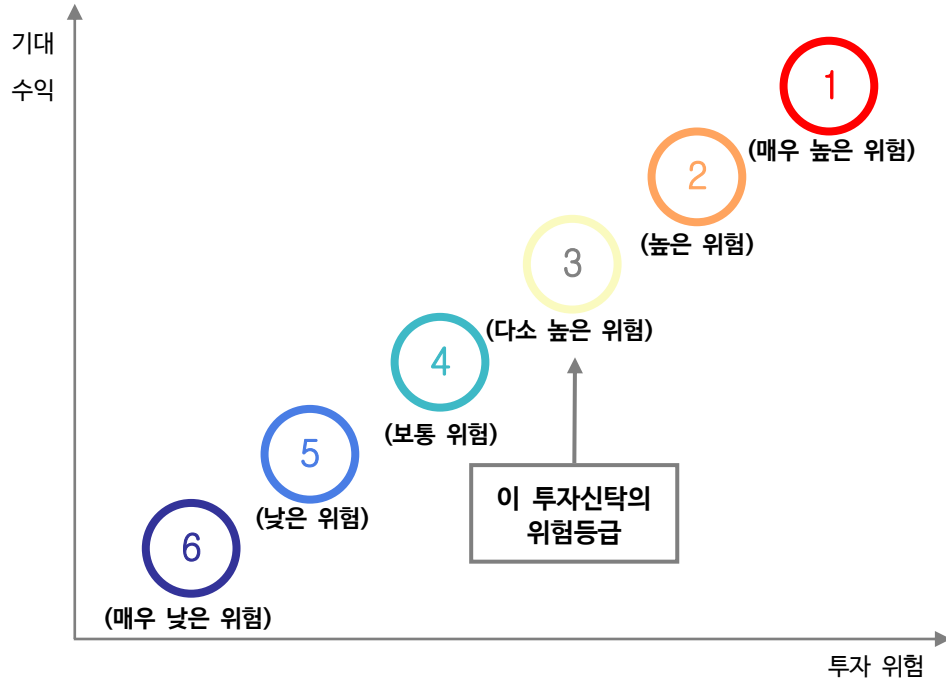 기대
수익
1
(매우 높은 위험)
2
(높은 위험)
3
(다소 높은 위험)
4
(보통 위험)
5
(낮은 위험)
이 투자신탁의
위험등급
6
(매우 낮은 위험)
투자 위험